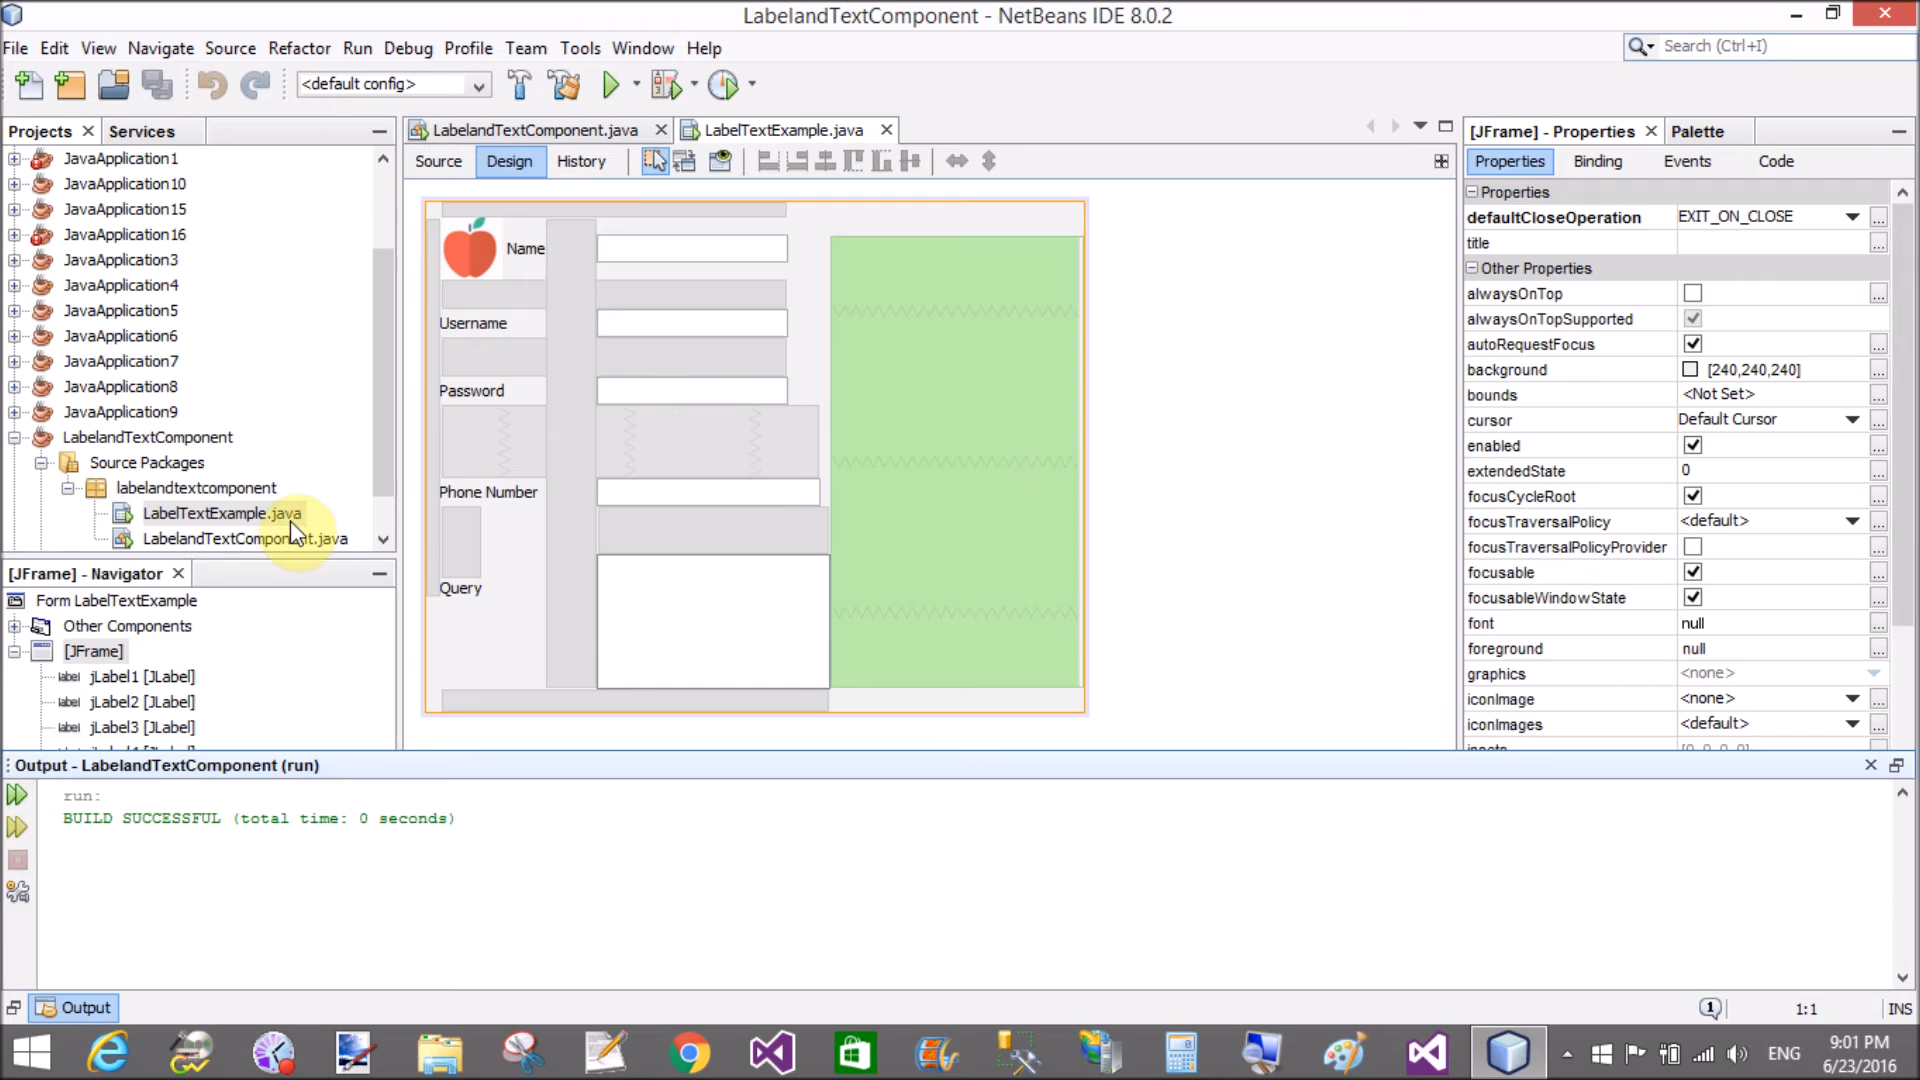 LabelandTextComponent - NetBeans IDE 8.0.2
File Edit View Navigate Source Refactor Run Debug Profile Team Tools Window Help
Search (Ctrl+I)
<default config>
Projects Services
JavaApplication1
JavaApplication10
JavaApplication15
JavaApplication16
JavaApplication3
JavaApplication4
JavaApplication5
JavaApplication6
JavaApplication7
JavaApplication8
JavaApplication9
LabelandTextComponent
Source Packages
labelandtextcomponent
LabelTextExample.java
LabelandTextComponent.java
[JFrame] - Navigator
Form LabelTextExample
Other Components
[JFrame]
label jLabel1 [JLabel]
label jLabel2 [JLabel]
label jLabel3 [JLabel]
LabelandTextComponent.java LabelTextExample.java
Source Design History
Name
Username
Password
Phone Number
Query
[JFrame] - Properties Palette
Properties Binding Events Code
Properties
defaultCloseOperation EXIT_ON_CLOSE
title
Other Properties
alwaysOnTop
alwaysOnTopSupported
autoRequestFocus
background [240,240,240]
bounds <Not Set>
cursor Default Cursor
enabled
extendedState 0
focusCycleRoot
focusTraversalPolicy <default>
focusTraversalPolicyProvider
focusable
focusableWindowState
font null
foreground null
graphics <none>
iconImage <none>
iconImages <default>
Output - LabelandTextComponent (run)
run:
BUILD SUCCESSFUL (total time: 0 seconds)
Output
1
1:1
INS
ENG
9:01 PM
6/23/2016